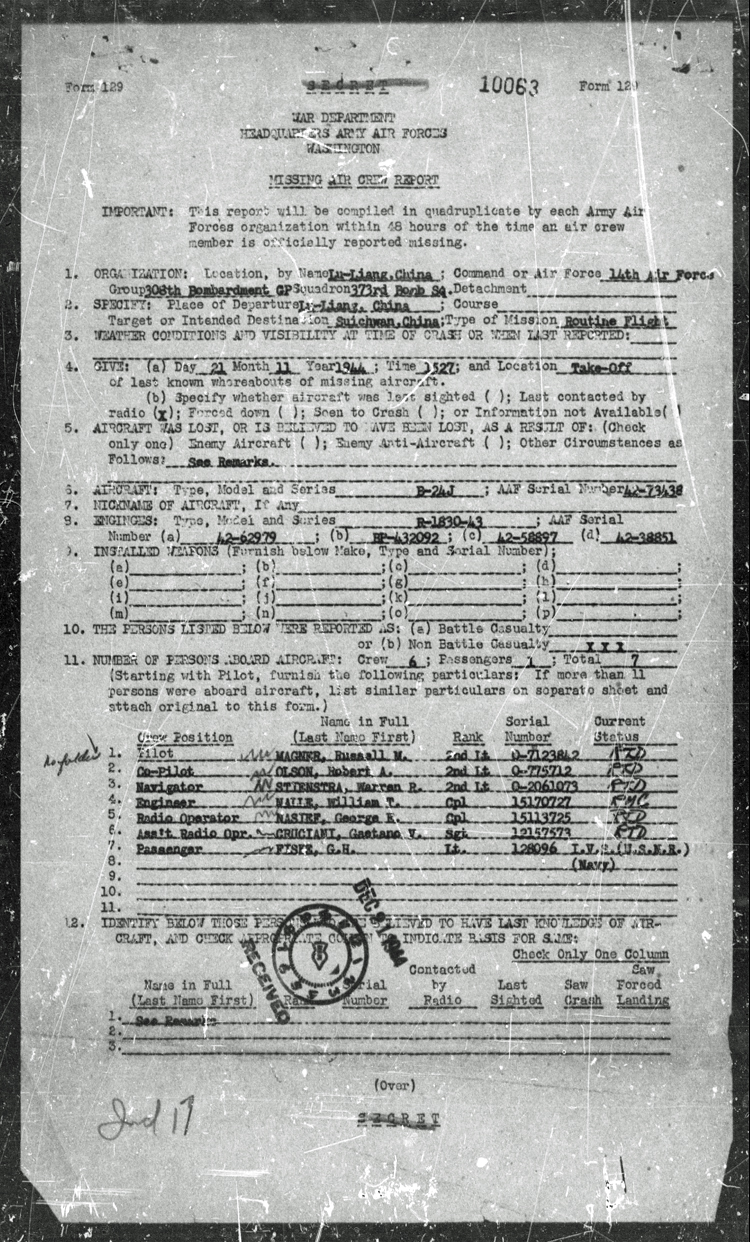 Form 129 SECRET 10063 Form 129
WAR DEPARTMENT
HEADQUARTERS ARMY AIR FORCES
WASHINGTON
MISSING AIR CREW REPORT
IMPORTANT: This report will be compiled in quadruplicate by each Army Air
Forces organization within 48 hours of the time an air crew
member is officially reported missing.
1. ORGANIZATION: Location, by Name Lu-Liang, China ; Command or Air Force 14th Air Force
Group 308th Bombardment GP Squadron 373rd Bomb Sq. Detachment
2. SPECIFY: Place of Departure Lu-Liang, China ; Course
Target or Intended Destination Suichwan, China; Type of Mission Routine Flight
3. WEATHER CONDITIONS AND VISIBILITY AT TIME OF CRASH OR WHEN LAST REPORTED:
4. GIVE: (a) Day 21 Month 11 Year 1944 ; Time 1527; and Location Take-Off
of last known whereabouts of missing aircraft.
(b) Specify whether aircraft was last sighted ( ); Last contacted by
radio (x); Forced down ( ); Seen to Crash ( ); or Information not Available( )
5. AIRCRAFT WAS LOST, OR IS BELIEVED TO HAVE BEEN LOST, AS A RESULT OF: (Check
only one) Enemy Aircraft ( ); Enemy Anti-Aircraft ( ); Other Circumstances as
Follows: See Remarks.
6. AIRCRAFT: Type, Model and Series B-24J ; AAF Serial Number 42-73438
7. NICKNAME OF AIRCRAFT, If Any
8. ENGINGES: Type, Model and Series R-1830-43 ; AAF Serial
Number (a) 42-62979 ; (b) BP-432092 ; (c) 42-58897 (d) 42-38851
9. INSTALLED WEAPONS (Furnish below Make, Type and Serial Number);
(a) ; (b) ; (c) ; (d) ;
(e) ; (f) ; (g) ; (h) ;
(i) ; (j) ; (k) ; (l) ;
(m) ; (n) ; (o) ; (p) ;
10. THE PERSONS LISTED BELOW WERE REPORTED AS: (a) Battle Casualty
or (b) Non Battle Casualty X X X
11. NUMBER OF PERSONS ABOARD AIRCRAFT: Crew 6 ; Passengers 1 ; Total 7
(Starting with Pilot, furnish the following particulars: If more than 11
persons were aboard aircraft, list similar particulars on separate sheet and
attach original to this form.)
Name in Full Serial Current
Crew Position (Last Name First) Rank Number Status
1. Pilot MAGNER, Russell M. 2nd Lt O-7123842 RTD
2. Co-Pilot OLSON, Robert A. 2nd Lt O-775712 RTD
3. Navigator STIENSTRA, Warren R. 2nd Lt O-2061073 RTD
4. Engineer William T. Cpl 15170727 RMC
5. Radio Operator NASIEF, George K. Cpl 15113725 RTD
6. Ass't Radio Opr. CRUCIANI, Gaetano V. Sgt 12157573 RTD
7. Passenger FISKE, G.H. Lt. 128096 (U.S.N.R.)
8. (Navy)
9.
10.
11.
12. IDENTIFY BELOW THOSE BELIEVED TO HAVE LAST KNOWLEDGE OF AIR-
CRAFT, AND CHECK APPROPRIATE INDICATE BASIS FOR SAME:
Check Only One Column
Contacted Saw
Name in Full by Last Saw Forced
(Last Name First) Number Radio Sighted Crash Landing
1. See Remarks
2.
3.
RECEIVED
DEC 21 1944
(Over)
SECRET